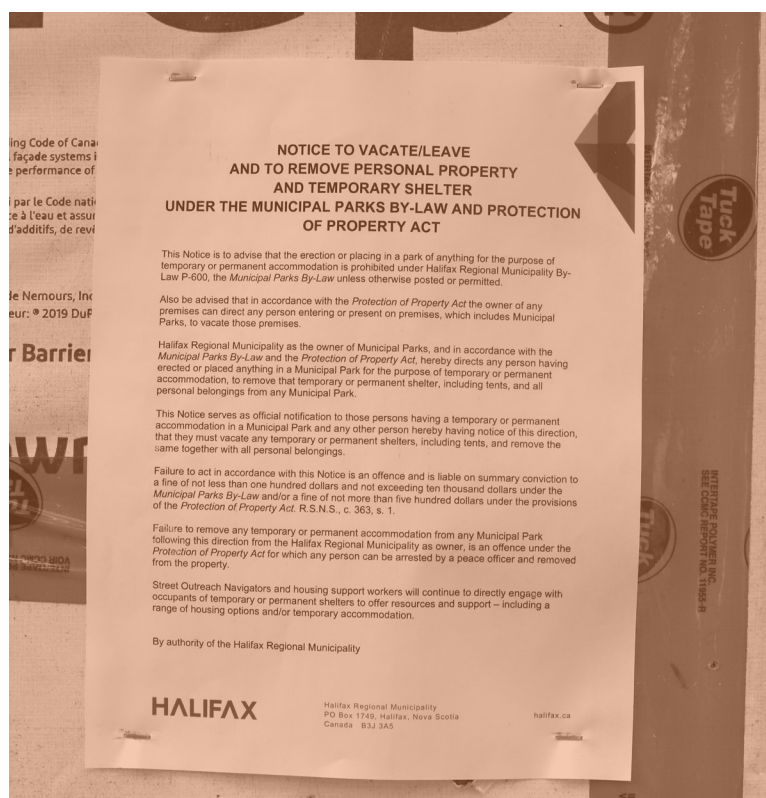 ing Code of Cana
façade systems i
performance of
i par le Code nati
ce à l'eau et assur
d'additifs, de revê
de Nemours, Inc
eur: ® 2019 DuP
r Barrier
NOTICE TO VACATE/LEAVE
AND TO REMOVE PERSONAL PROPERTY
AND TEMPORARY SHELTER
UNDER THE MUNICIPAL PARKS BY-LAW AND PROTECTION
OF PROPERTY ACT
This Notice is to advise that the erection or placing in a park of anything for the purpose of
temporary or permanent accommodation is prohibited under Halifax Regional Municipality By-
Law P-600, the Municipal Parks By-Law unless otherwise posted or permitted.
Also be advised that in accordance with the Protection of Property Act the owner of any
premises can direct any person entering or present on premises, which includes Municipal
Parks, to vacate those premises.
Halifax Regional Municipality as the owner of Municipal Parks, and in accordance with the
Municipal Parks By-Law and the Protection of Property Act, hereby directs any person having
erected or placed anything in a Municipal Park for the purpose of temporary or permanent
accommodation, to remove that temporary or permanent shelter, including tents, and all
personal belongings from any Municipal Park.
This Notice serves as official notification to those persons having a temporary or permanent
accommodation in a Municipal Park and any other person hereby having notice of this direction,
that they must vacate any temporary or permanent shelters, including tents, and remove the
same together with all personal belongings.
Failure to act in accordance with this Notice is an offence and is liable on summary conviction to
a fine of not less than one hundred dollars and not exceeding ten thousand dollars under the
Municipal Parks By-Law and/or a fine of not more than five hundred dollars under the provisions
of the Protection of Property Act. R.S.N.S., c. 363, s. 1.
Failure to remove any temporary or permanent accommodation from any Municipal Park
following this direction from the Halifax Regional Municipality as owner, is an offence under the
Protection of Property Act for which any person can be arrested by a peace officer and removed
from the property.
Street Outreach Navigators and housing support workers will continue to directly engage with
occupants of temporary or permanent shelters to offer resources and support – including a
range of housing options and/or temporary accommodation.
By authority of the Halifax Regional Municipality
HALIFAX
Halifax Regional Municipality
PO Box 1749, Halifax, Nova Scotia
Canada B3J 3A5
halifax.ca
Tuck
Tape
INTERTAPE POLYMER INC.
SEE CCMC REPORT NO. 11955-R
Tuck